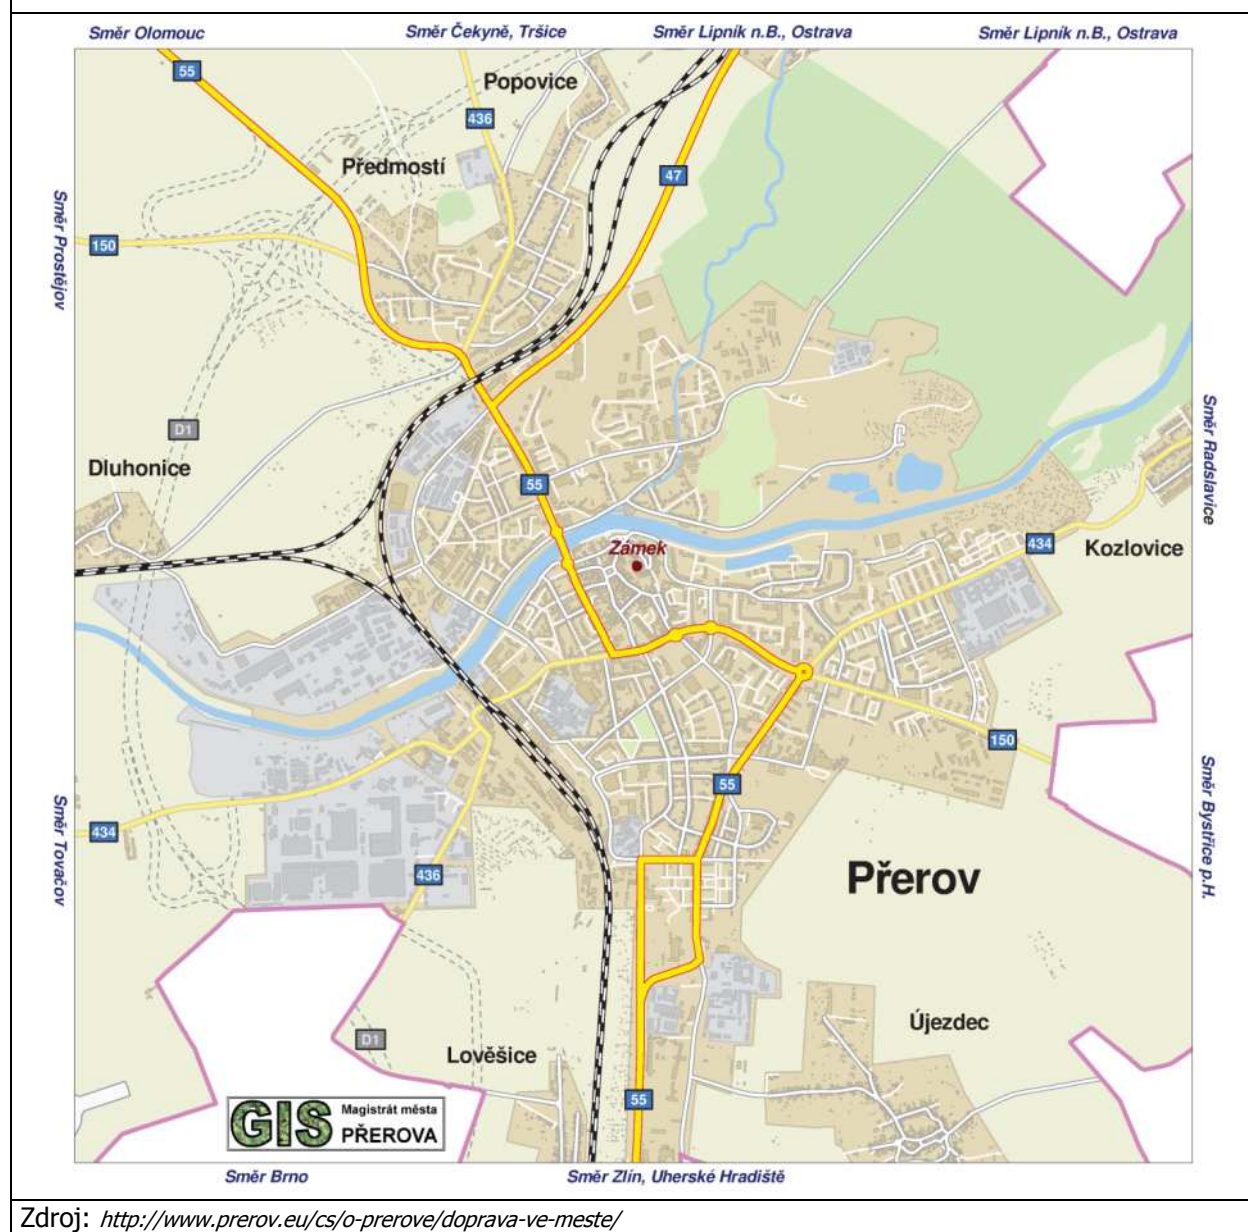 Směr Olomouc
Směr Čekyně, Tršice
Směr Lipník n.B., Ostrava
Směr Lipník n.B., Ostrava
55
Popovice
436
Předmostí
47
Směr Prostějov
150
Směr Radslavice
D1
Dluhonice
55
Zámek
434
Kozlovice
150
55
Směr Tovačov
Směr Bystřice p.H.
434
436
Přerov
Újezdec
D1
Lověšice
55
GIS
Magistrát města
PŘEROVA
Směr Brno
Směr Zlín, Uherské Hradiště
Zdroj: http://www.prerov.eu/cs/o-prerove/doprava-ve-meste/